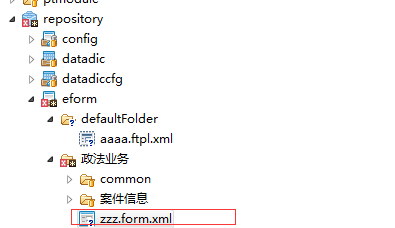 ptmodule
repository
config
datadic
datadiccfg
eform
defaultFolder
aaaa.ftpl.xml
政法业务
common
案件信息
zzz.form.xml